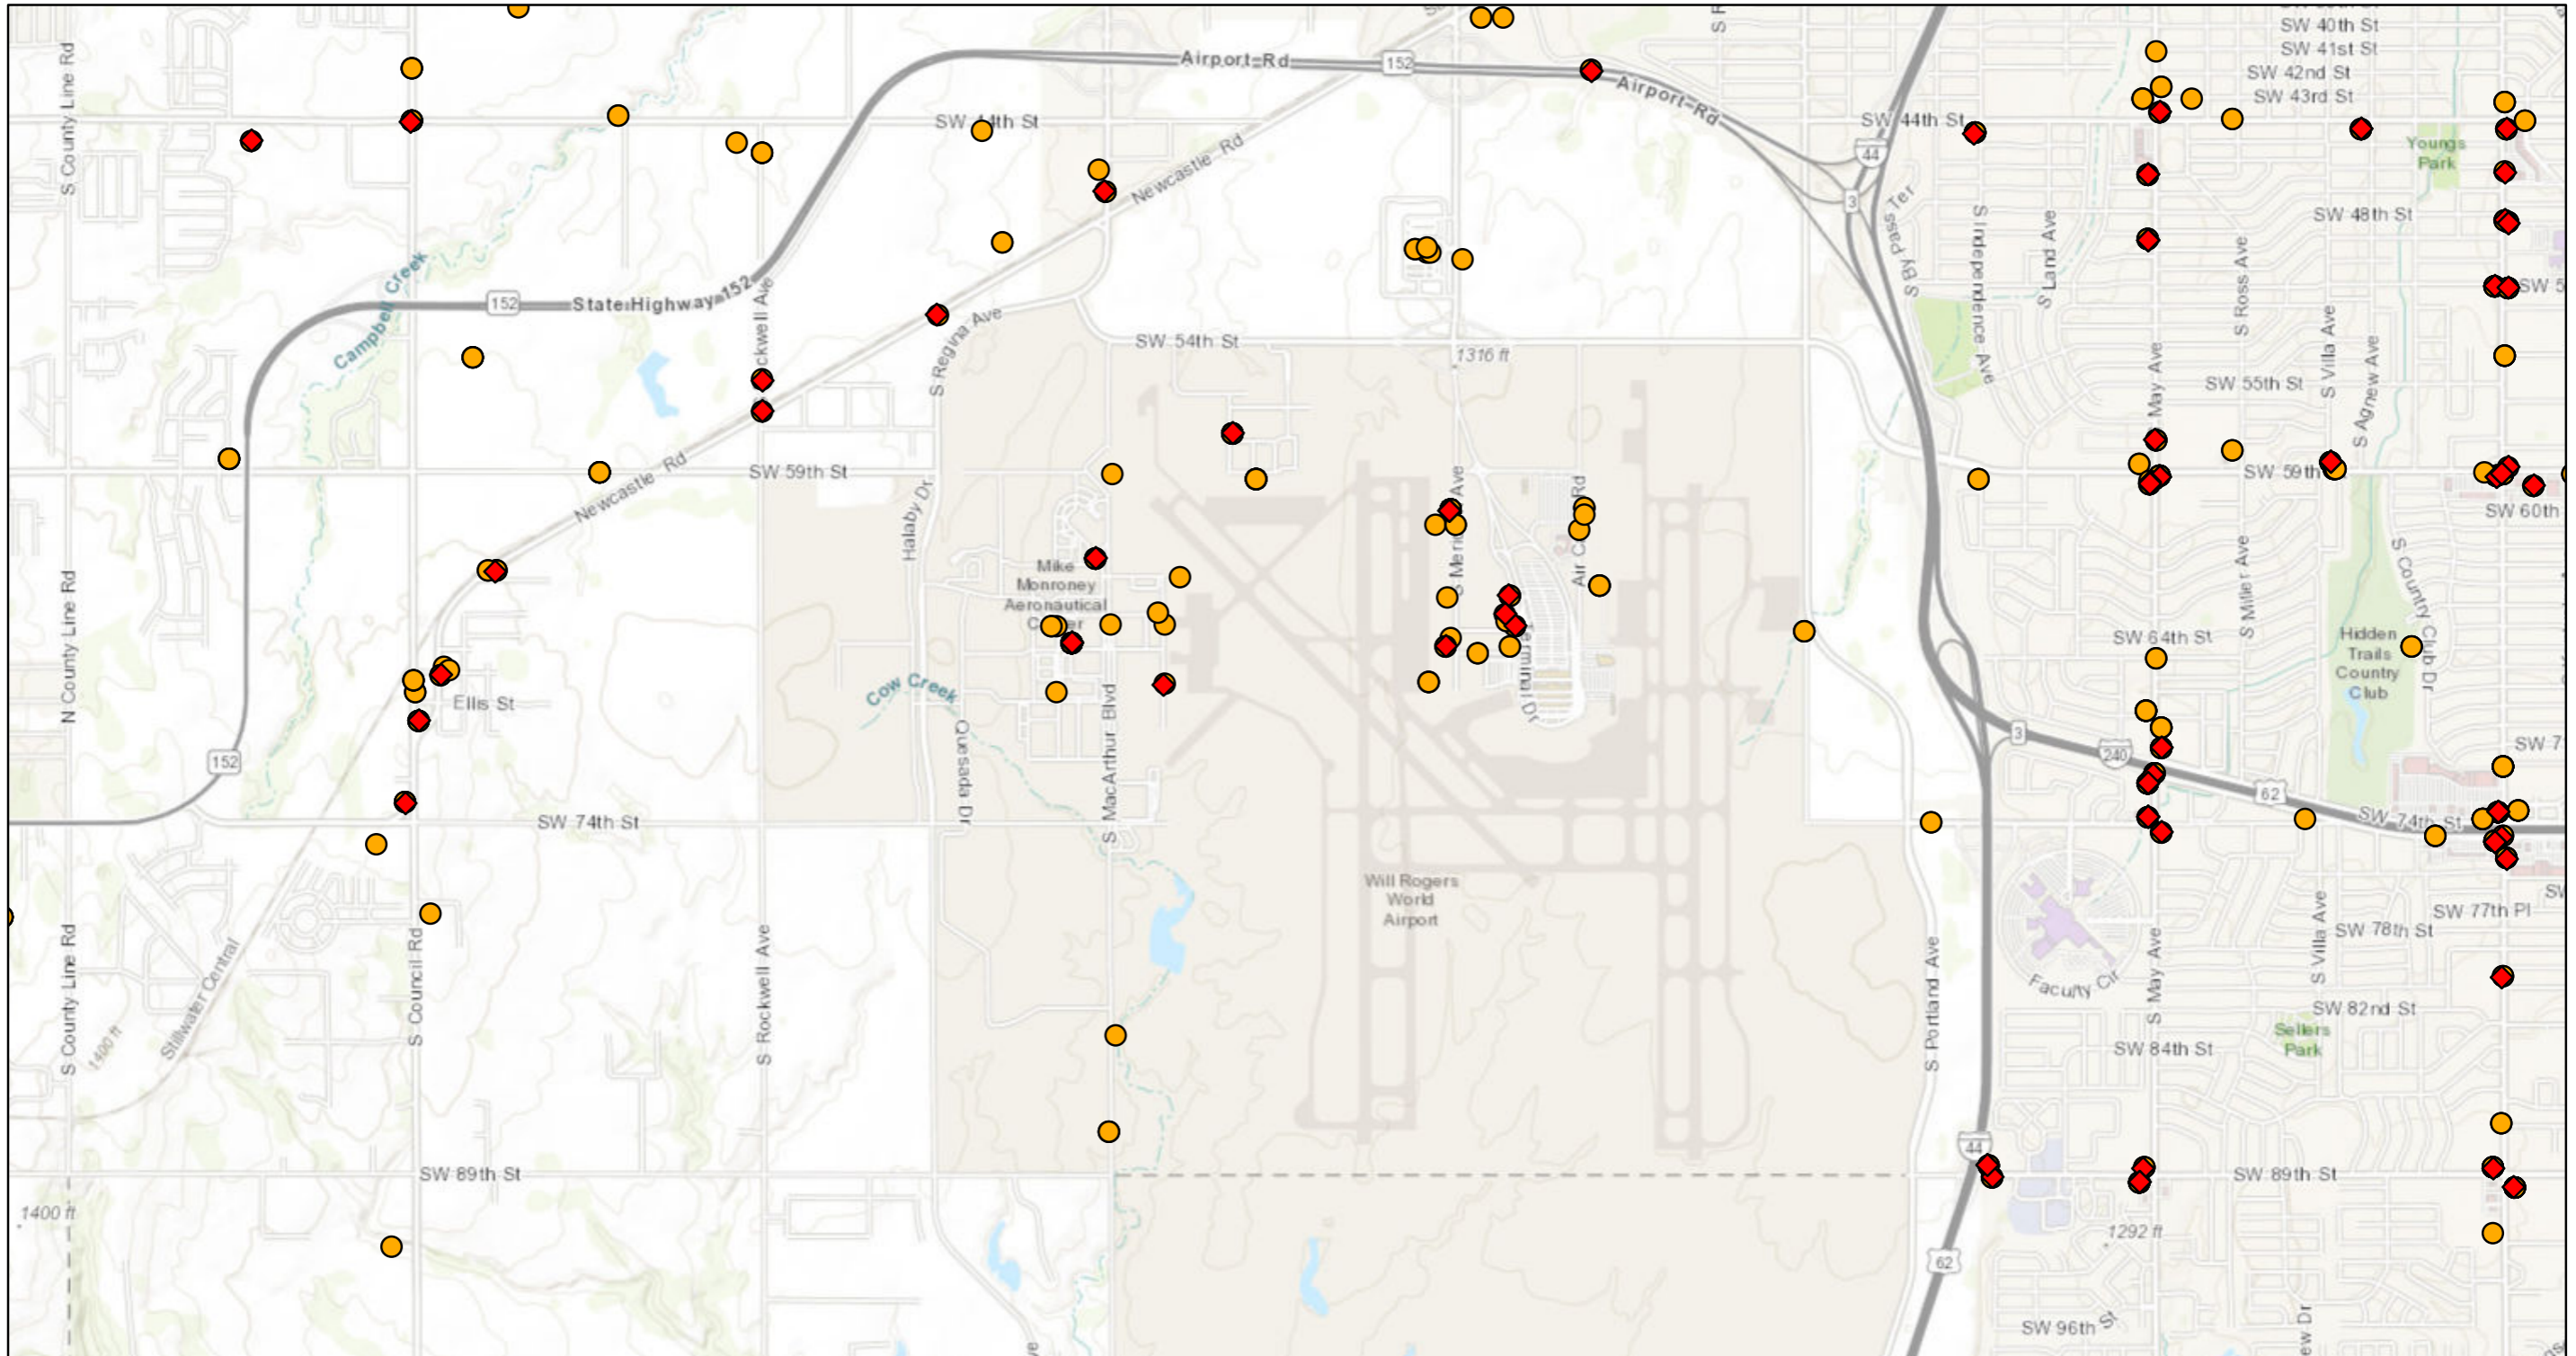 SW 40th St
SW 41st St
SW 42nd St
SW 43rd St
S County Line Rd
Airport Rd
152
Airport Rd
SW 44th St
SW 44th St
44
Youngs
Park
Newcastle Rd
3
S By Pass Ter
SW 48th St
S Independence Ave
S Land Ave
S Ross Ave
Campbell Creek
152
State Highway 152
S Rockwell Ave
S Regina Ave
SW 54th St
1316 ft
S May Ave
SW 55th St
S Villa Ave
S Agnew Ave
SW 59th St
SW 59th
Newcastle Rd
Halaby Dr
SW 60th
S Miller Ave
S Country Club Dr
Mike
Monroney
Aeronautical
Center
N County Line Rd
Terminal Dr
SW 64th St
Hidden
Trails
Country
Club
Cow Creek
Ellis St
Quesada Dr
S MacArthur Blvd
152
3
240
62
SW 74th St
SW 74th St
Will Rogers
World
Airport
SW 77th Pl
SW 78th St
S Villa Ave
S County Line Rd
Stillwater Central
S Council Rd
S Rockwell Ave
S Portland Ave
S May Ave
Faculty Cir
SW 82nd St
Sellers
Park
SW 84th St
1400 ft
44
SW 89th St
SW 89th St
1400 ft
1292 ft
62
SW 96th St